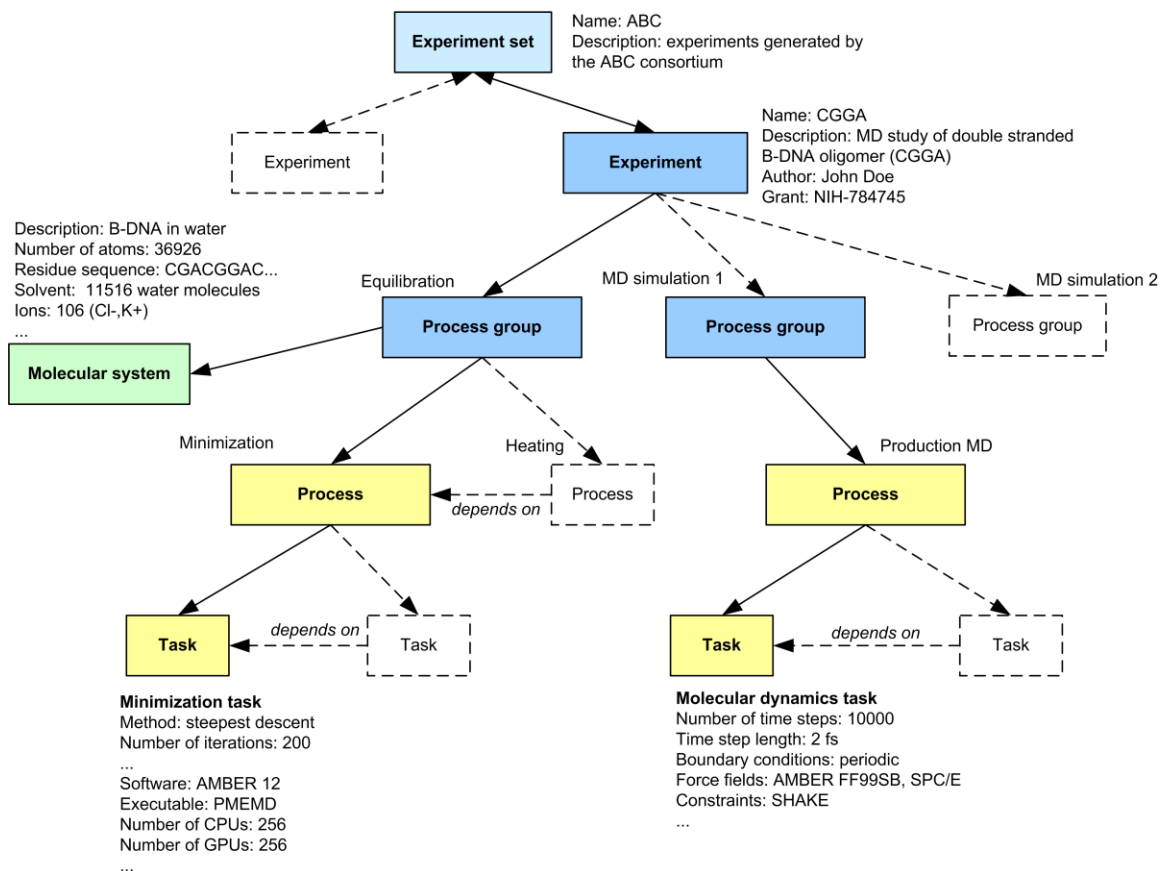 Experiment set
Name: ABC
Description: experiments generated by
the ABC consortium
Experiment
Experiment
Name: CGGA
Description: MD study of double stranded
B-DNA oligomer (CGGA)
Author: John Doe
Grant: NIH-784745
Description: B-DNA in water
Number of atoms: 36926
Residue sequence: CGACGGAC...
Solvent:  11516 water molecules
Ions: 106 (Cl-,K+)
...
Molecular system
Equilibration
Process group
MD simulation 1
Process group
MD simulation 2
Process group
Minimization
Process
Heating
Process
depends on
Production MD
Process
Task
depends on
Task
Task
depends on
Task
Minimization task
Method: steepest descent
Number of iterations: 200
...
Software: AMBER 12
Executable: PMEMD
Number of CPUs: 256
Number of GPUs: 256
...
Molecular dynamics task
Number of time steps: 10000
Time step length: 2 fs
Boundary conditions: periodic
Force fields: AMBER FF99SB, SPC/E
Constraints: SHAKE
...